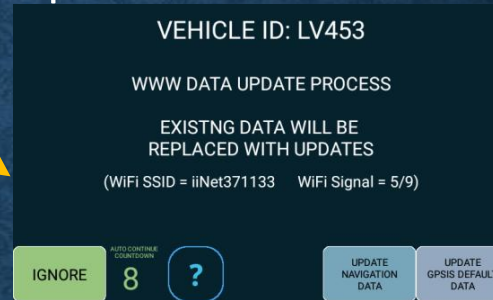 VEHICLE ID: LV453
WWW DATA UPDATE PROCESS
EXISTNG DATA WILL BE
REPLACED WITH UPDATES
(WiFi SSID = iiNet371133 WiFi Signal = 5/9)
IGNORE
AUTO CONTINUE
COUNTDOWN
8
?
UPDATE
NAVIGATION
DATA
UPDATE
GPSIS DEFAULT
DATA